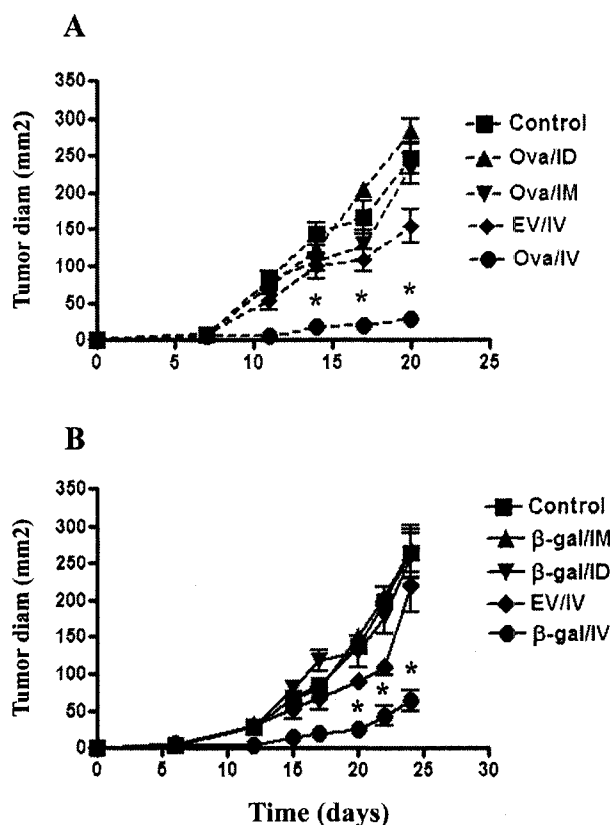 A
Tumor diam (mm2)
350
300
250
200
150
100
50
0
0 5 10 15 20 25
* * *
Control
Ova/ID
Ova/IM
EV/IV
Ova/IV
B
Tumor diam (mm2)
350
300
250
200
150
100
50
0
0 5 10 15 20 25 30
* * *
Control
β-gal/IM
β-gal/ID
EV/IV
β-gal/IV
Time (days)